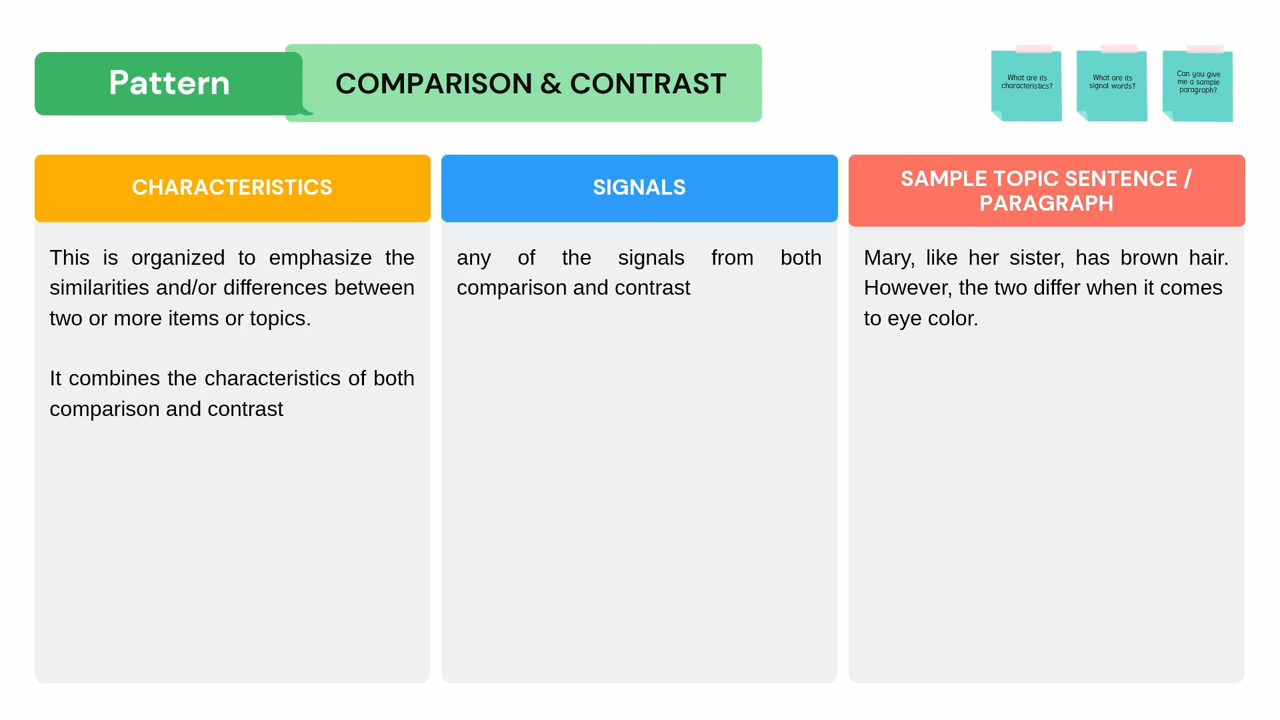 Pattern
COMPARISON & CONTRAST
What are its
characteristics?
What are its
signal words?
Can you give
me a sample
paragraph?
CHARACTERISTICS
This is organized to emphasize the
similarities and/or differences between
two or more items or topics.
It combines the characteristics of both
comparison and contrast
SIGNALS
any of the signals from both
comparison and contrast
SAMPLE TOPIC SENTENCE /
PARAGRAPH
Mary, like her sister, has brown hair.
However, the two differ when it comes
to eye color.